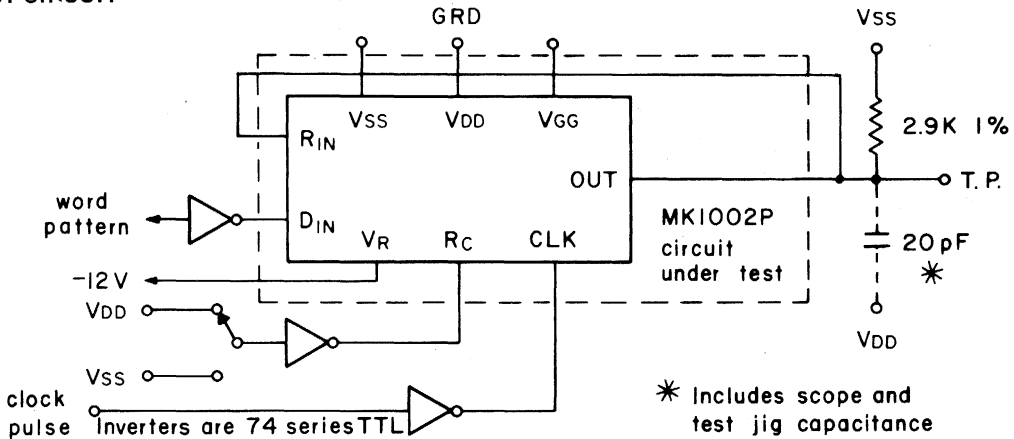 GRD
VSS
VSS
VDD
VGG
RIN
2.9K 1%
OUT
T.P.
word
pattern
DIN
VR
RC
CLK
MK1002P
circuit
under test
20pF
*
-12V
VDD
VDD
VSS
clock
pulse
Inverters are 74 series TTL
* Includes scope and
test jig capacitance